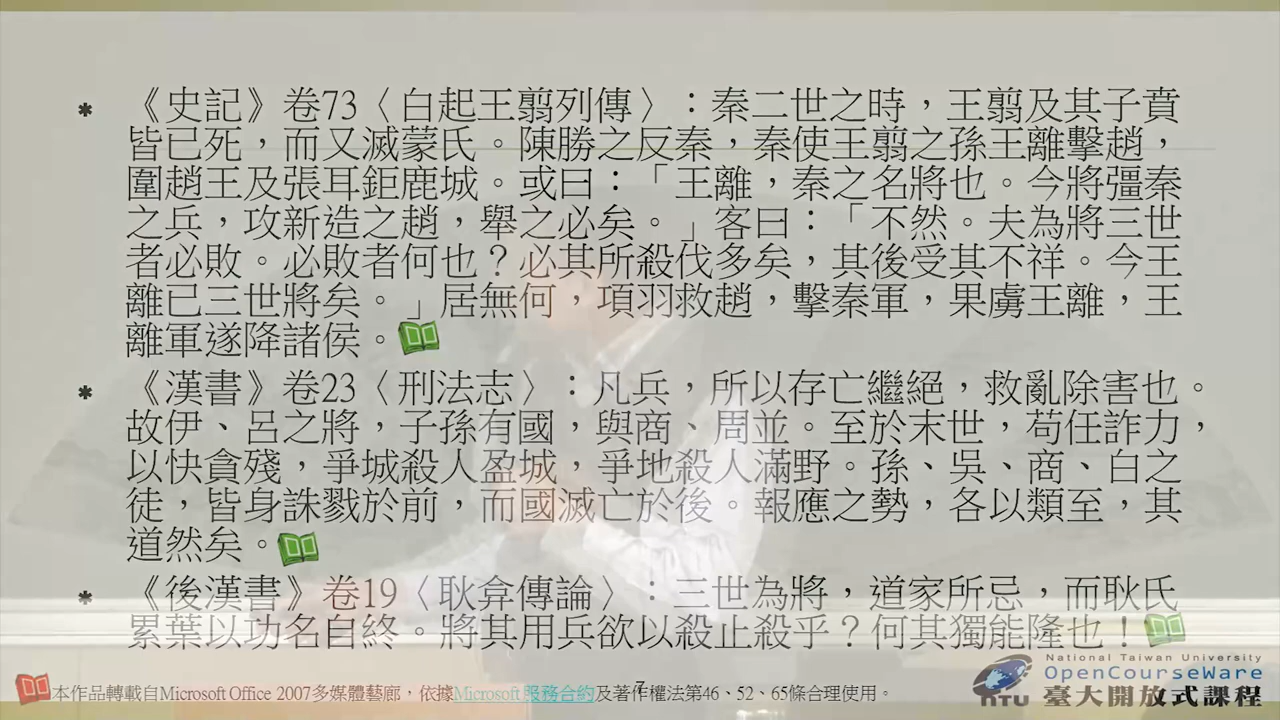 * 《史記》卷73〈白起王翦列傳〉：秦二世之時，王翦及其子賁
皆已死，而又滅蒙氏。陳勝之反秦，秦使王翦之孫王離擊趙，
圍趙王及張耳鉅鹿城。或曰：「王離，秦之名將也。今將彊秦
之兵，攻新造之趙，舉之必矣。」客曰：「不然。夫為將三世
者必敗。必敗者何也？必其所殺伐多矣，其後受其不祥。今王
離已三世將矣。」居無何，項羽救趙，擊秦軍，果虜王離，王
離軍遂降諸侯。
* 《漢書》卷23〈刑法志〉：凡兵，所以存亡繼絕，救亂除害也。
故伊、呂之將，子孫有國，與商、周並。至於末世，苟任詐力，
以快貪殘，爭城殺人盈城，爭地殺人滿野。孫、吳、商、白之
徒，皆身誅戮於前，而國滅亡於後。報應之勢，各以類至，其
道然矣。
* 《後漢書》卷19〈耿弇傳論〉：三世為將，道家所忌，而耿氏
累葉以功名自終。將其用兵欲以殺止殺乎？何其獨能隆也！
本作品轉載自Microsoft Office 2007多媒體藝廊，依據Microsoft 服務合約及著作權法第46、52、65條合理使用。
7
National Taiwan University
OpenCourseWare
NTU 臺大開放式課程